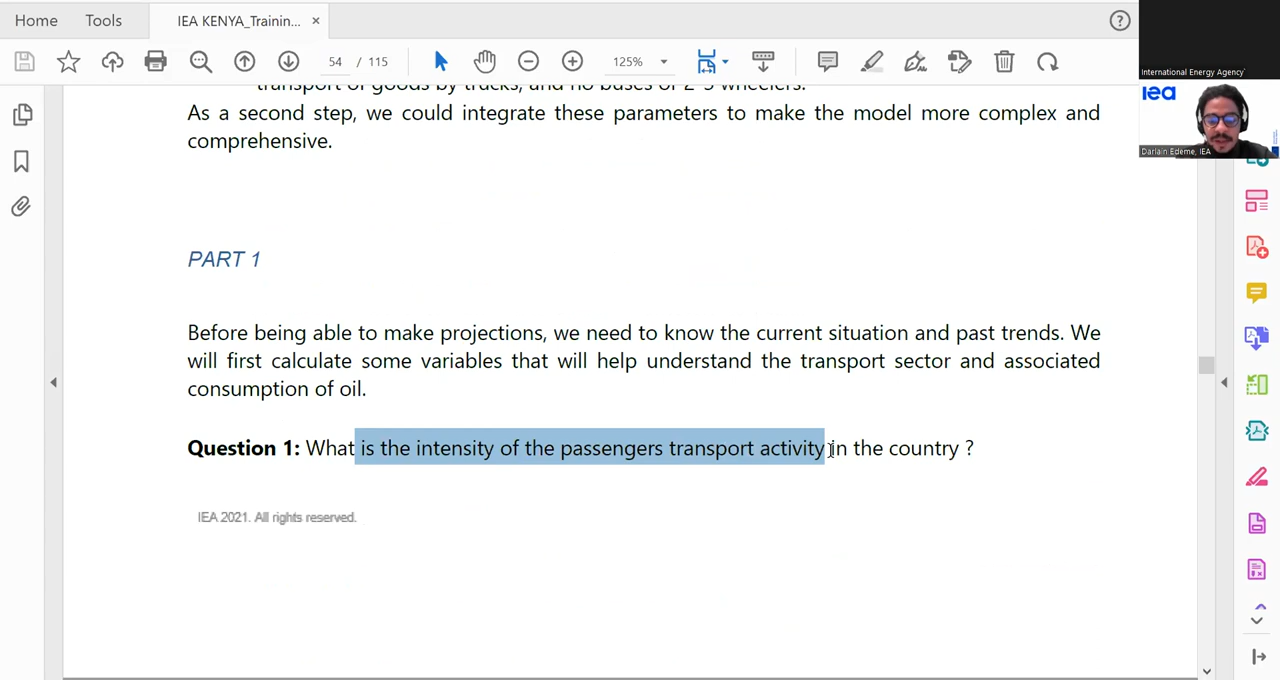 Home Tools IEA KENYA_Trainin... ×
54 / 115 125%
International Energy Agency
iea
Darlain Edeme, IEA
transport of goods by trucks, and no buses of 2-3 wheelers.
As a second step, we could integrate these parameters to make the model more complex and
comprehensive.
PART 1
Before being able to make projections, we need to know the current situation and past trends. We
will first calculate some variables that will help understand the transport sector and associated
consumption of oil.
Question 1: What is the intensity of the passengers transport activity in the country ?
IEA 2021. All rights reserved.